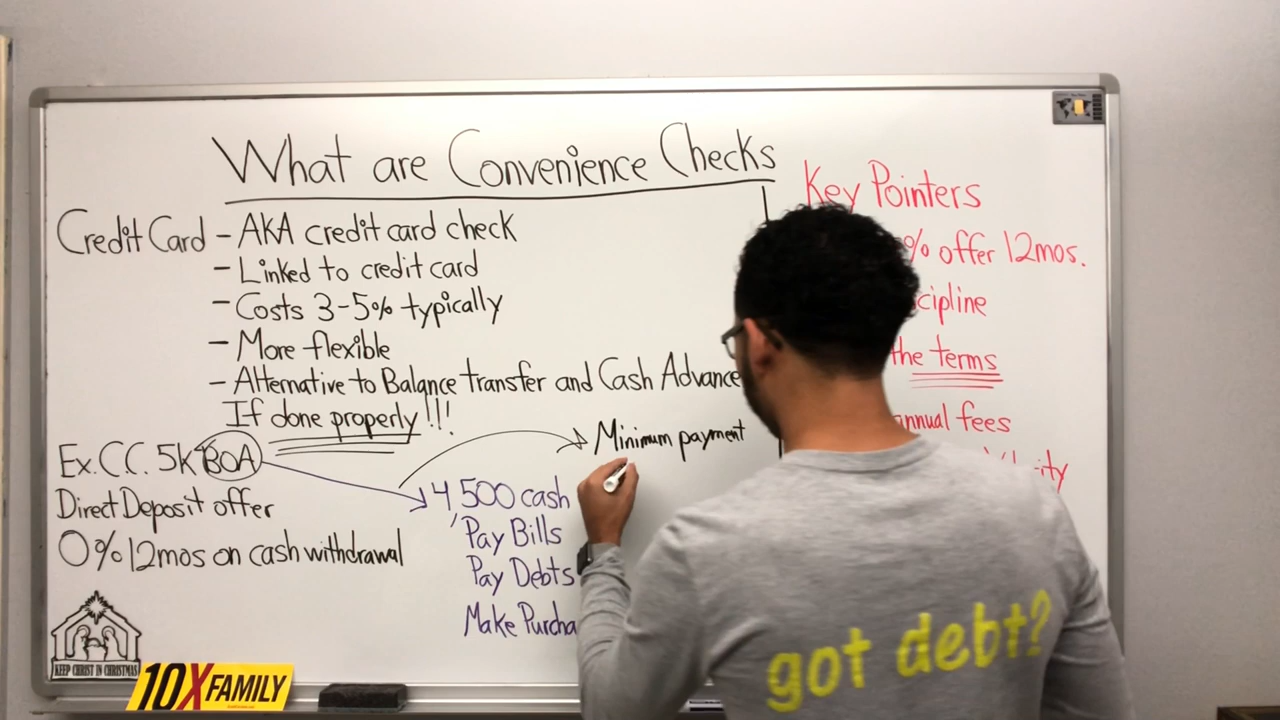 What are Convenience Checks
Credit Card - AKA credit card check
- Linked to credit card
- Costs 3-5% typically
- More flexible
- Alternative to Balance transfer and Cash Advance
If done properly!!!
Ex. C.C. 5k BOA
Direct Deposit offer
0% 12mos on cash withdrawal
Minimum payment
4,500 cash
Pay Bills
Pay Debts
Make Purcha
Key Pointers
% offer 12mos.
the terms
annual fees
KEEP CHRIST IN CHRISTMAS
10X FAMILY
got debt?